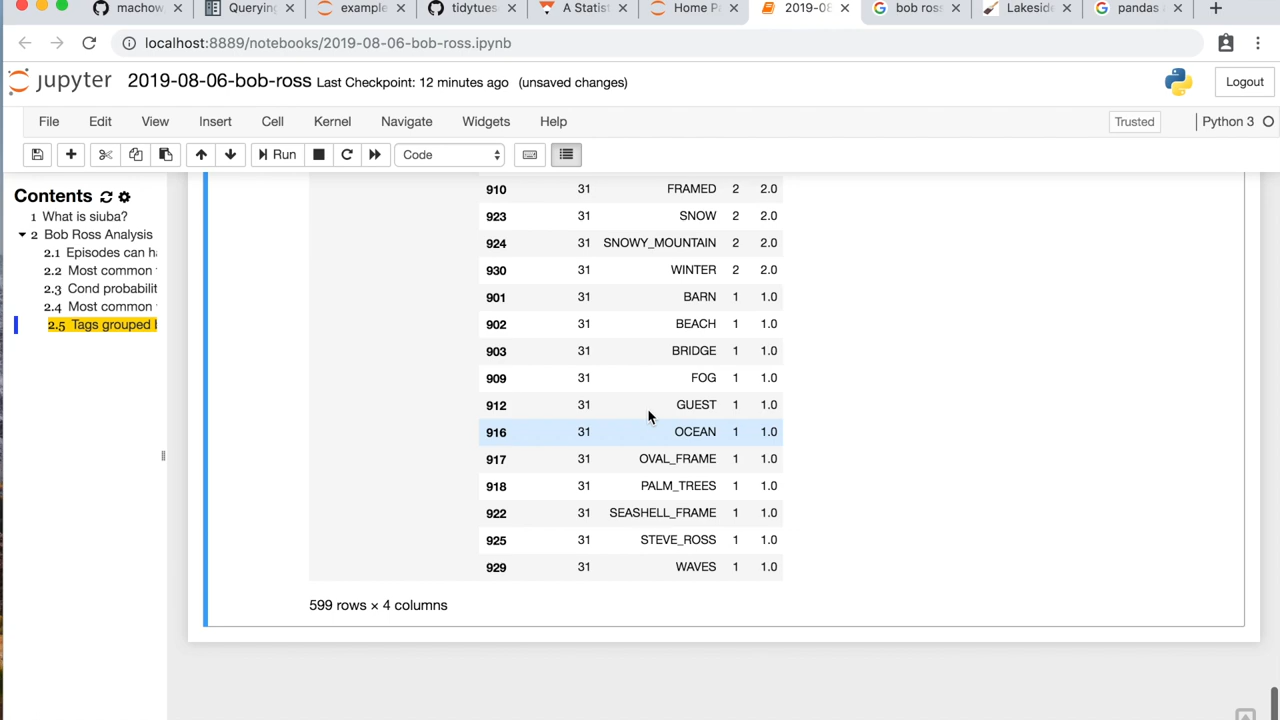 machow
Querying
example
tidytues
A Statist
Home Pa
2019-08
bob ross
Lakeside
pandas
localhost:8889/notebooks/2019-08-06-bob-ross.ipynb
jupyter 2019-08-06-bob-ross Last Checkpoint: 12 minutes ago (unsaved changes)
Logout
File Edit View Insert Cell Kernel Navigate Widgets Help
Trusted
Python 3
Run
Code
Contents
1 What is siuba?
2 Bob Ross Analysis
2.1 Episodes can ha
2.2 Most common
2.3 Cond probabilit
2.4 Most common
2.5 Tags grouped b
910 31 FRAMED 2 2.0
923 31 SNOW 2 2.0
924 31 SNOWY_MOUNTAIN 2 2.0
930 31 WINTER 2 2.0
901 31 BARN 1 1.0
902 31 BEACH 1 1.0
903 31 BRIDGE 1 1.0
909 31 FOG 1 1.0
912 31 GUEST 1 1.0
916 31 OCEAN 1 1.0
917 31 OVAL_FRAME 1 1.0
918 31 PALM_TREES 1 1.0
922 31 SEASHELL_FRAME 1 1.0
925 31 STEVE_ROSS 1 1.0
929 31 WAVES 1 1.0
599 rows × 4 columns